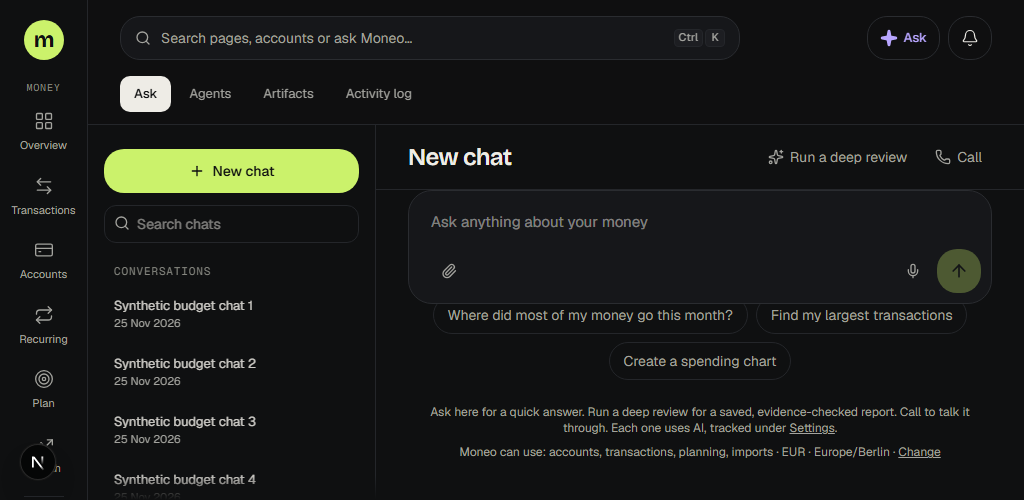 m
Search pages, accounts or ask Moneo...
Ctrl K
Ask
MONEY
Overview
Transactions
Accounts
Recurring
Plan
N
Ask
Agents
Artifacts
Activity log
+ New chat
Search chats
CONVERSATIONS
Synthetic budget chat 1
25 Nov 2026
Synthetic budget chat 2
25 Nov 2026
Synthetic budget chat 3
25 Nov 2026
Synthetic budget chat 4
25 Nov 2026
New chat
Run a deep review
Call
Ask anything about your money
Where did most of my money go this month?
Find my largest transactions
Create a spending chart
Ask here for a quick answer. Run a deep review for a saved, evidence-checked report. Call to talk it
through. Each one uses AI, tracked under Settings.
Moneo can use: accounts, transactions, planning, imports · EUR · Europe/Berlin · Change